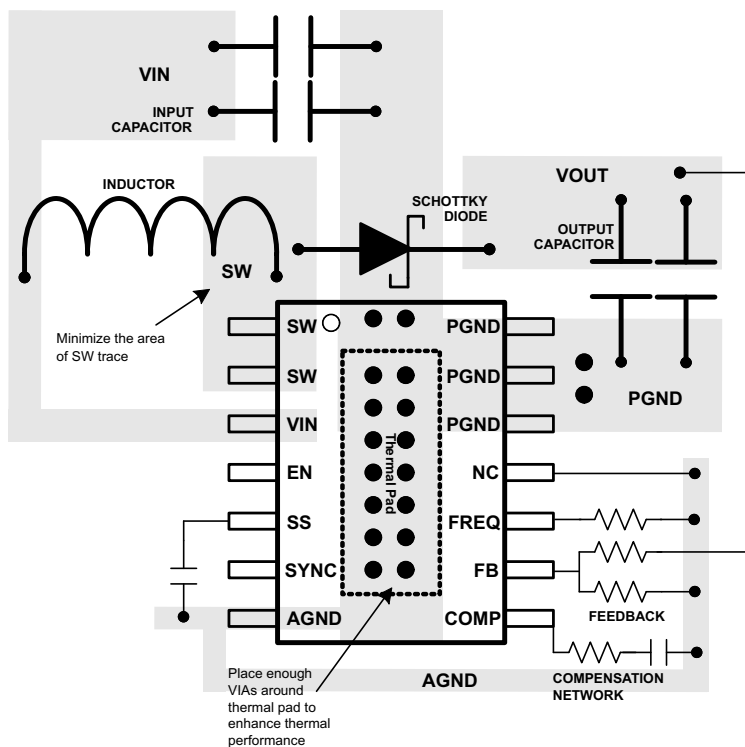 VIN
INPUT
CAPACITOR
INDUCTOR
SW
SCHOTTKY
DIODE
VOUT
OUTPUT
CAPACITOR
Minimize the area
of SW trace
SW
SW
VIN
EN
SS
SYNC
AGND
Thermal Pad
PGND
PGND
PGND
NC
FREQ
FB
COMP
PGND
FEEDBACK
COMPENSATION
NETWORK
AGND
Place enough
VIAs around
thermal pad to
enhance thermal
performance